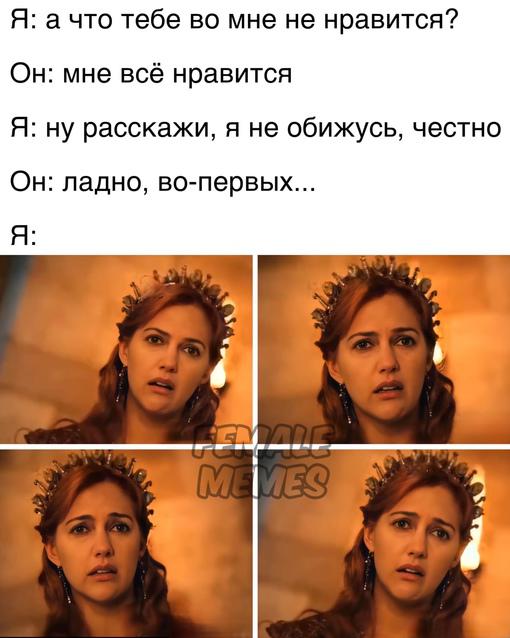 Я: а что тебе во мне не нравится?
Он: мне всё нравится
Я: ну расскажи, я не обижусь, честно
Он: ладно, во-первых...
Я:
FEMALE
MEMES